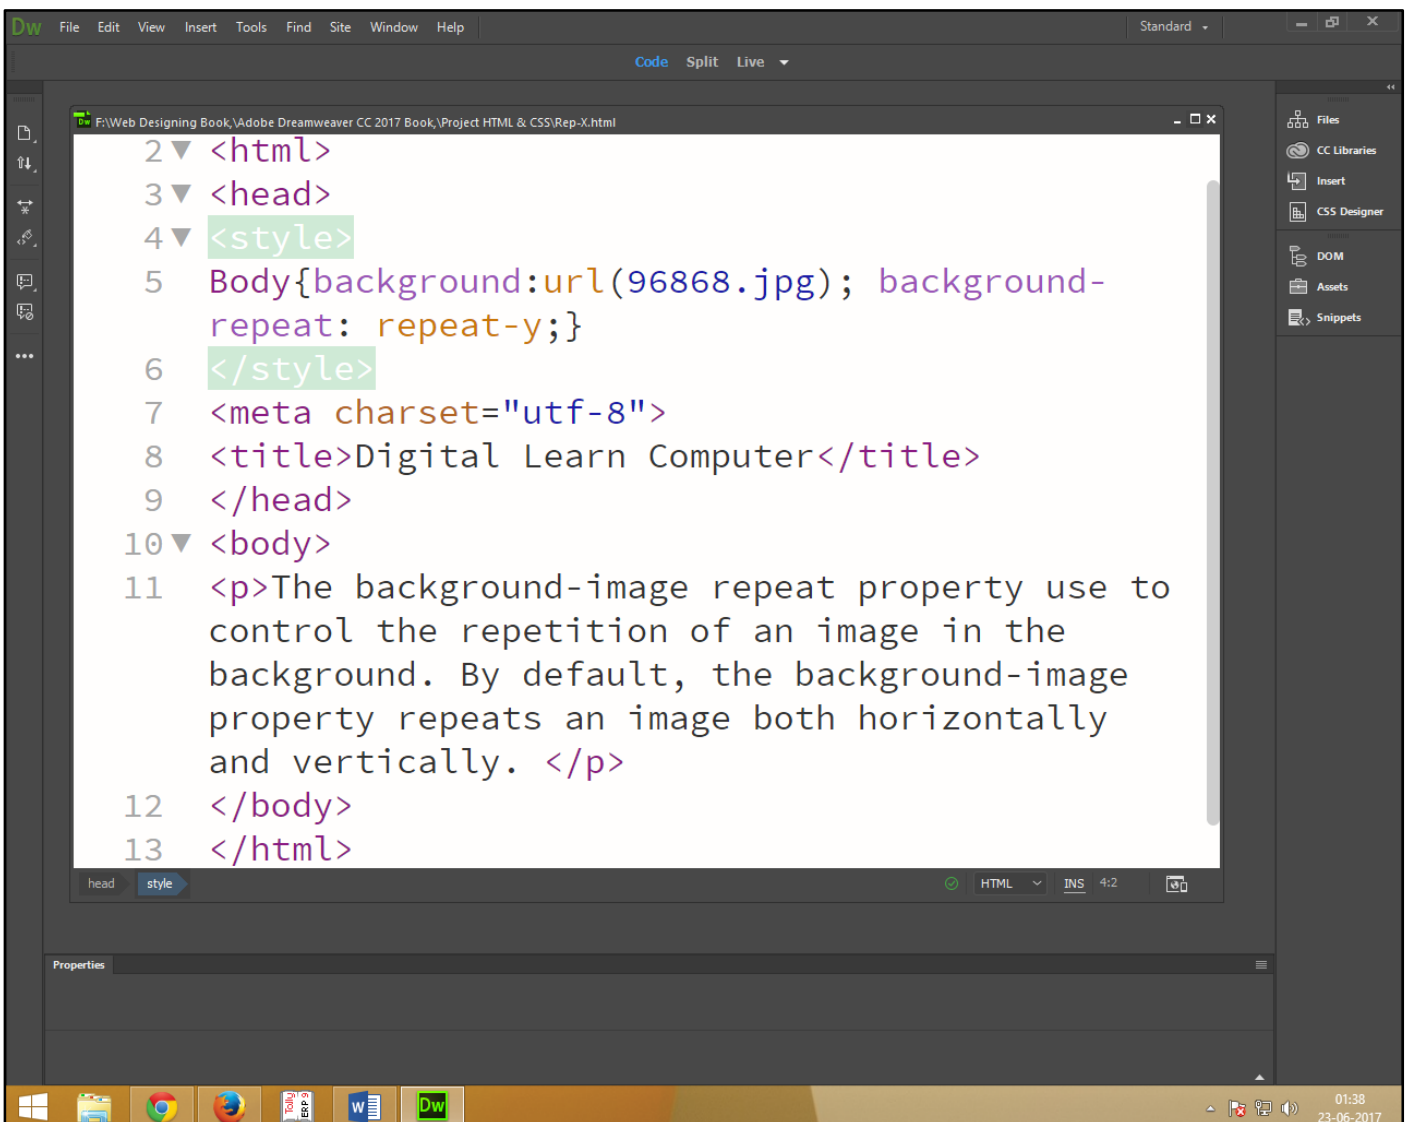 Dw File Edit View Insert Tools Find Site Window Help Standard
Code Split Live
Dw F:\Web Designing Book,\Adobe Dreamweaver CC 2017 Book,\Project HTML & CSS\Rep-X.html
2 <html>
3 <head>
4 <style>
5 Body{background:url(96868.jpg); background-
repeat: repeat-y;}
6 </style>
7 <meta charset="utf-8">
8 <title>Digital Learn Computer</title>
9 </head>
10 <body>
11 <p>The background-image repeat property use to
control the repetition of an image in the
background. By default, the background-image
property repeats an image both horizontally
and vertically. </p>
12 </body>
13 </html>
head style HTML INS 4:2
Files
CC Libraries
Insert
CSS Designer
DOM
Assets
Snippets
Properties
Tally
ERP 9
W
Dw
01:38
23-06-2017